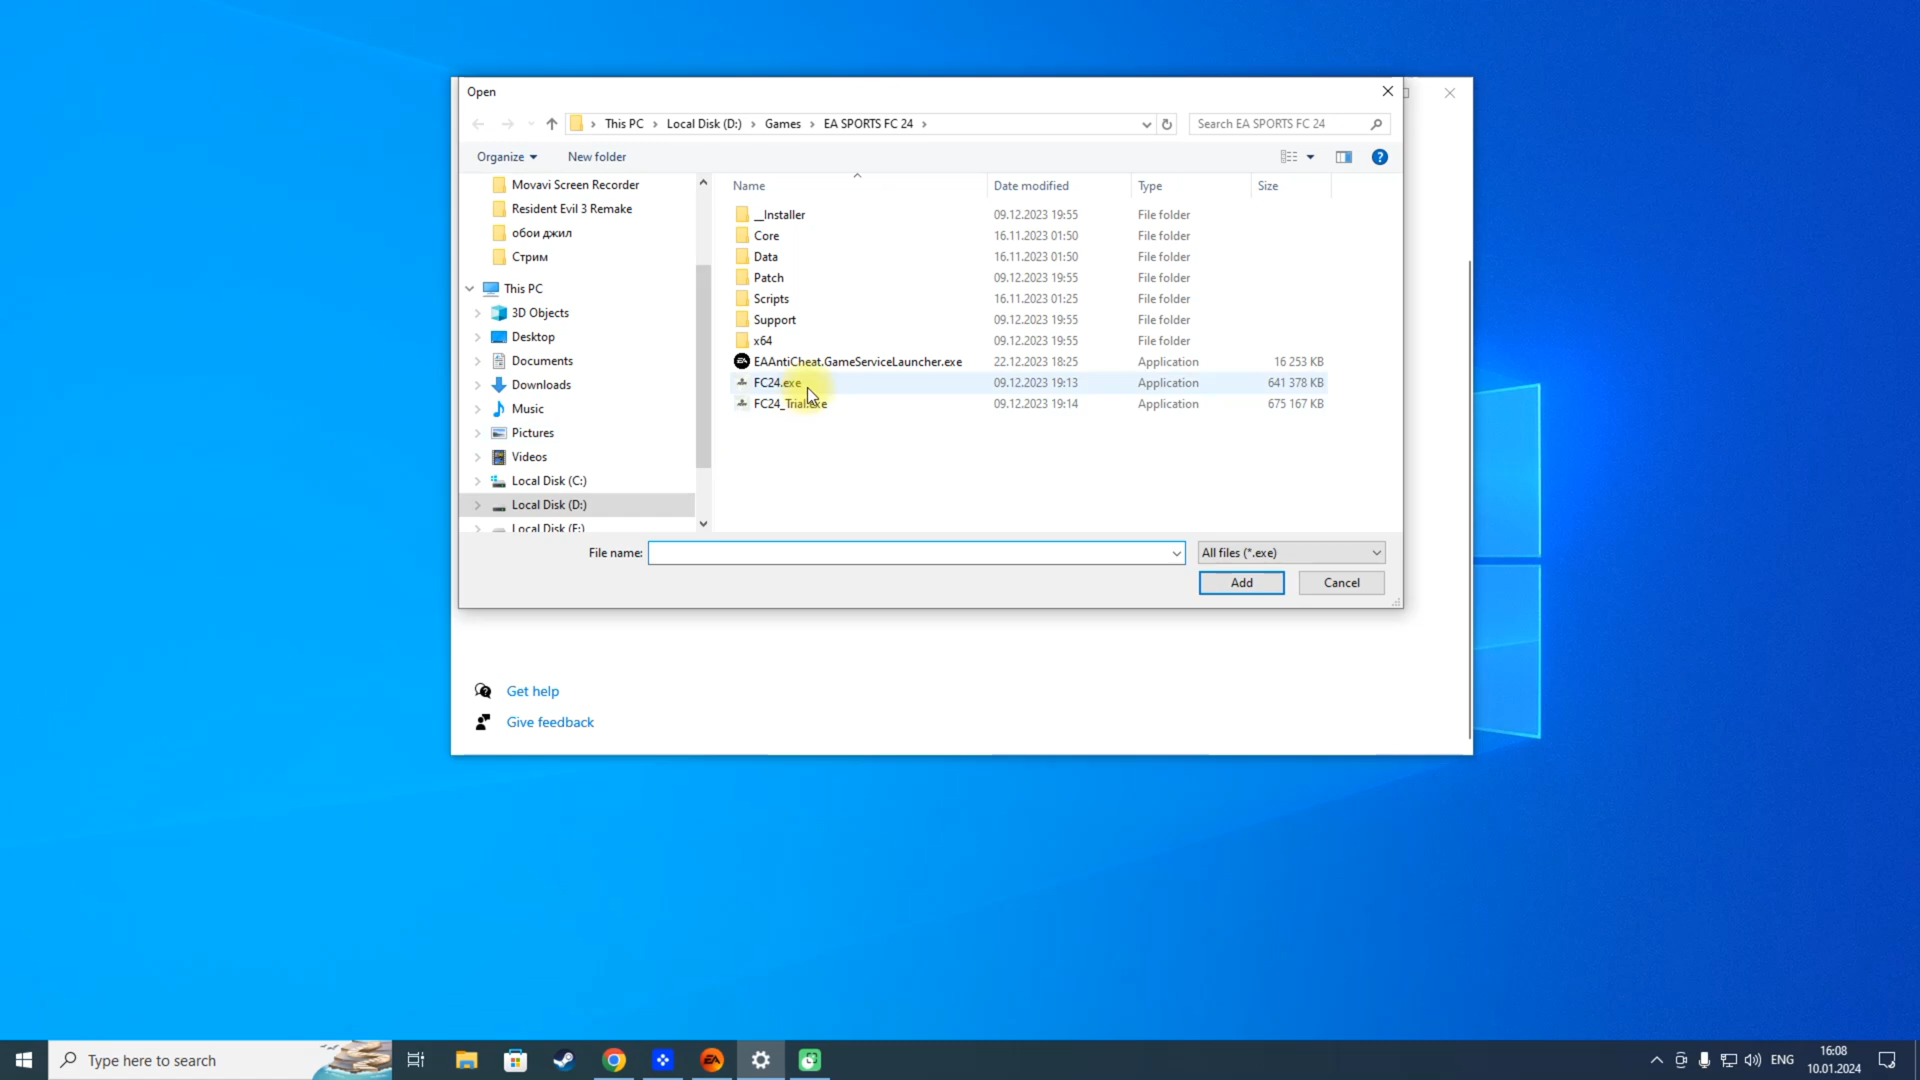 Open
This PC > Local Disk (D:) > Games > EA SPORTS FC 24 >
Search EA SPORTS FC 24
Organize
New folder
Name
Date modified
Type
Size
Movavi Screen Recorder
Resident Evil 3 Remake
обои джил
Стрим
This PC
3D Objects
Desktop
Documents
Downloads
Music
Pictures
Videos
Local Disk (C:)
Local Disk (D:)
Local Disk (F:)
__Installer 09.12.2023 19:55 File folder
Core 16.11.2023 01:50 File folder
Data 16.11.2023 01:50 File folder
Patch 09.12.2023 19:55 File folder
Scripts 16.11.2023 01:25 File folder
Support 09.12.2023 19:55 File folder
x64 09.12.2023 19:55 File folder
EAAntiCheat.GameServiceLauncher.exe 22.12.2023 18:25 Application 16 253 KB
FC24.exe 09.12.2023 19:13 Application 641 378 KB
FC24_Trial.exe 09.12.2023 19:14 Application 675 167 KB
File name:
All files (*.exe)
Add
Cancel
Get help
Give feedback
Type here to search
ENG
16:08
10.01.2024